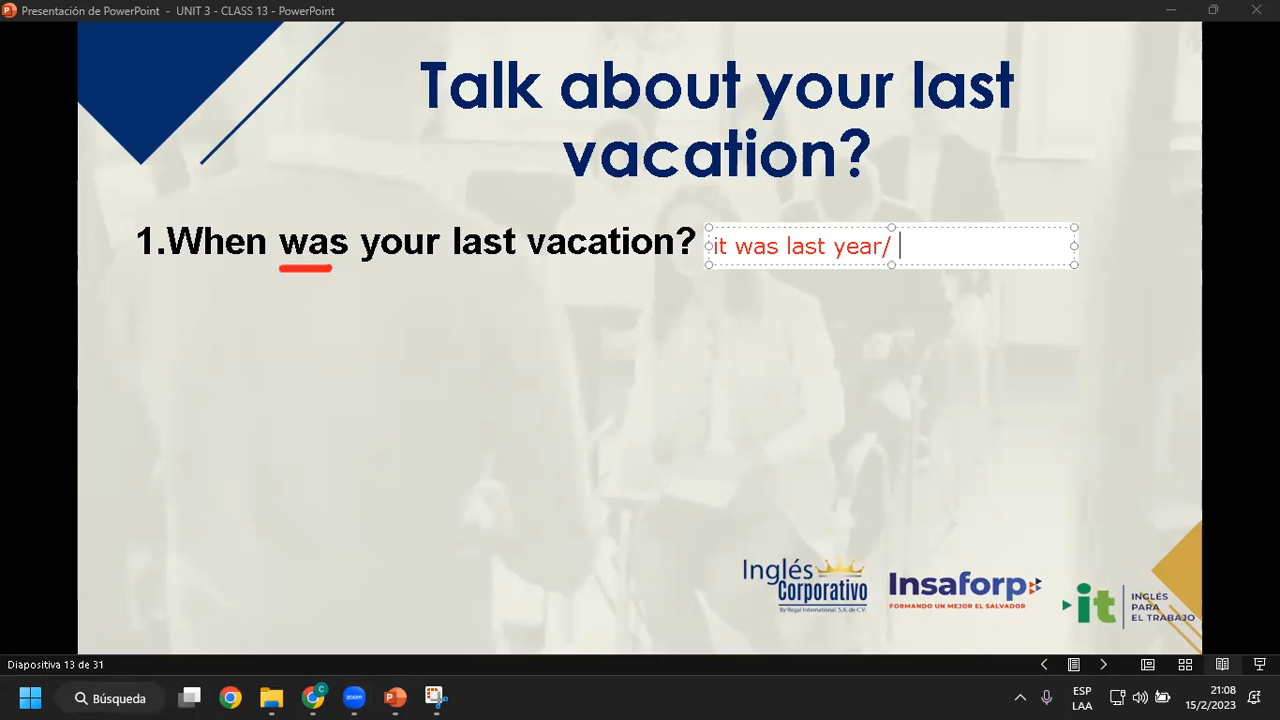 Presentación de PowerPoint - UNIT 3 - CLASS 13 - PowerPoint
Talk about your last
vacation?
1.When was your last vacation? it was last year/
Inglés
Corporativo
By Regal International, S.A. de C.V.
Insaforp
FORMANDO UN MEJOR EL SALVADOR
it
INGLÉS
PARA
EL TRABAJO
Diapositiva 13 de 31
Búsqueda
zoom
ESP
LAA
21:08
15/2/2023